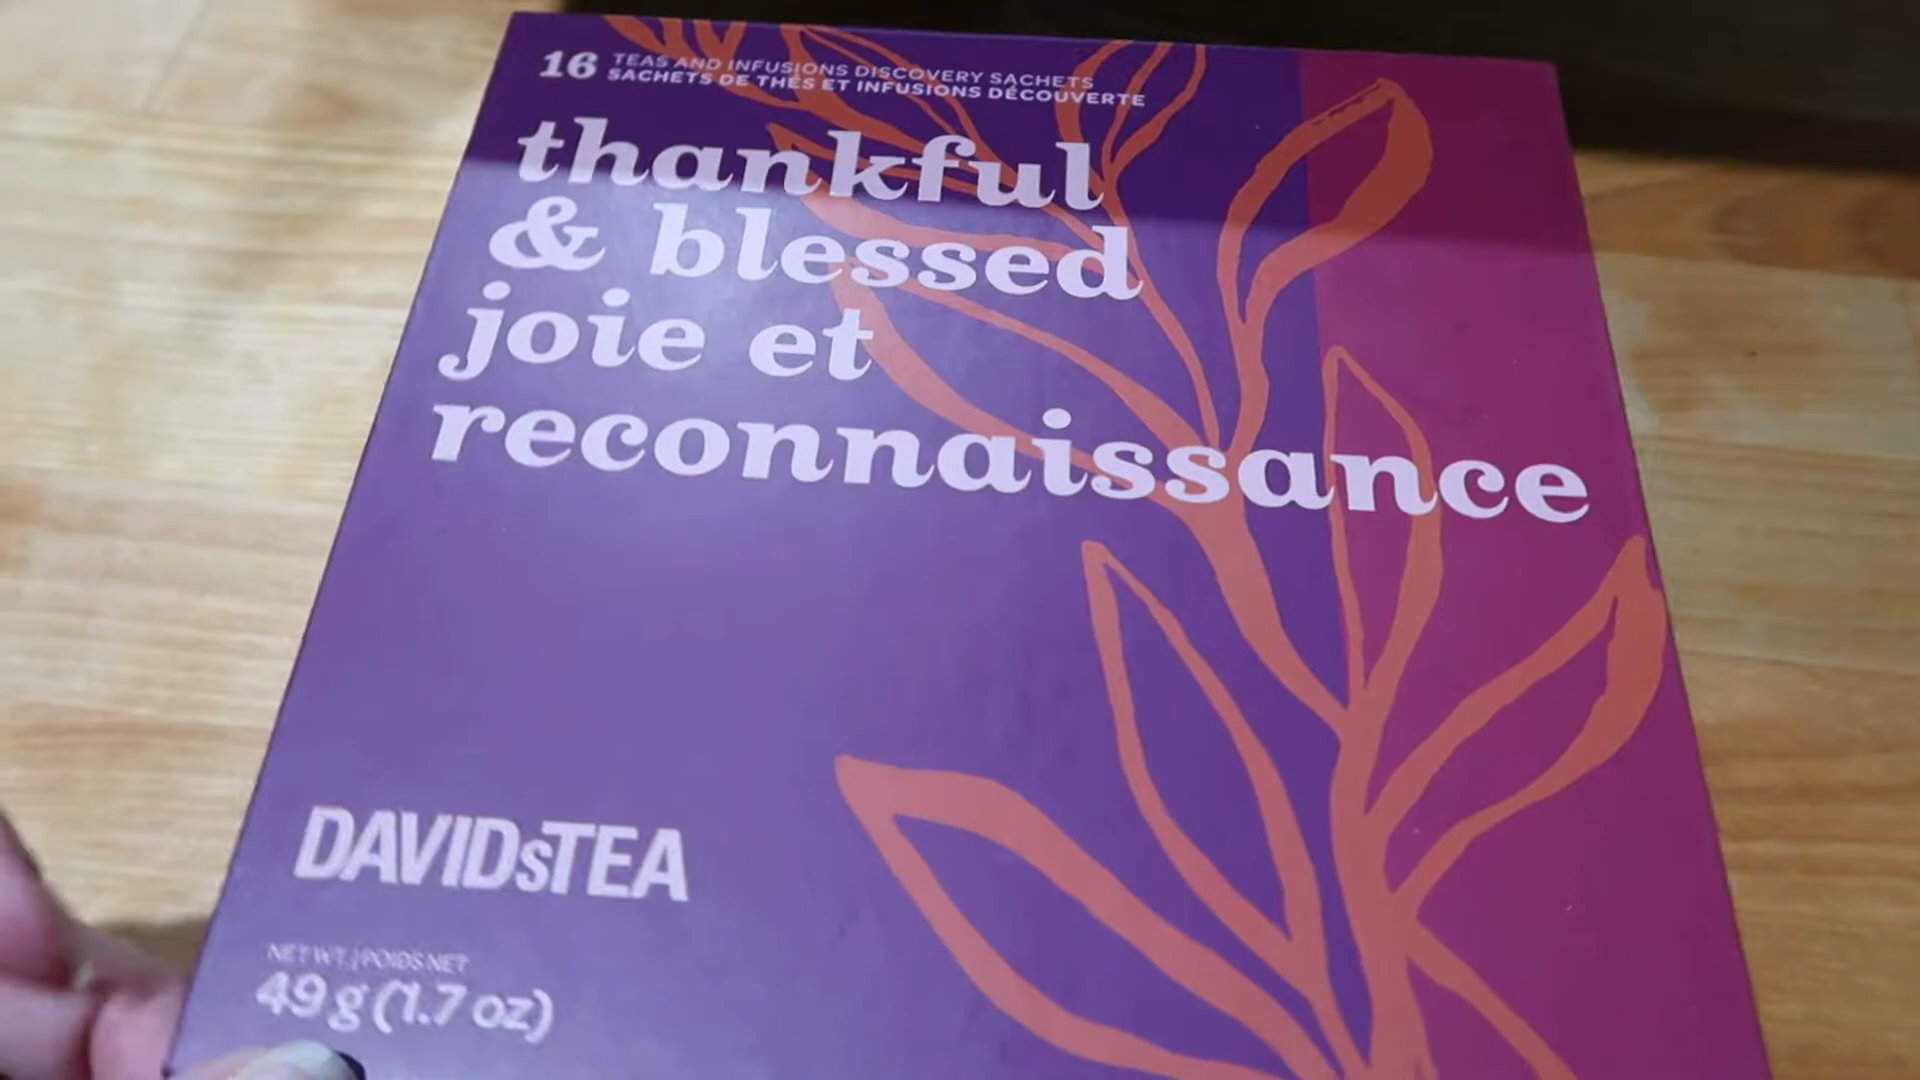 16 TEAS AND INFUSIONS DISCOVERY SACHETS
SACHETS DE THÉS ET INFUSIONS DÉCOUVERTE
thankful
& blessed
joie et
reconnaissance
DAVIDsTEA
NET WT. | POIDS NET
49 g (1.7 oz)